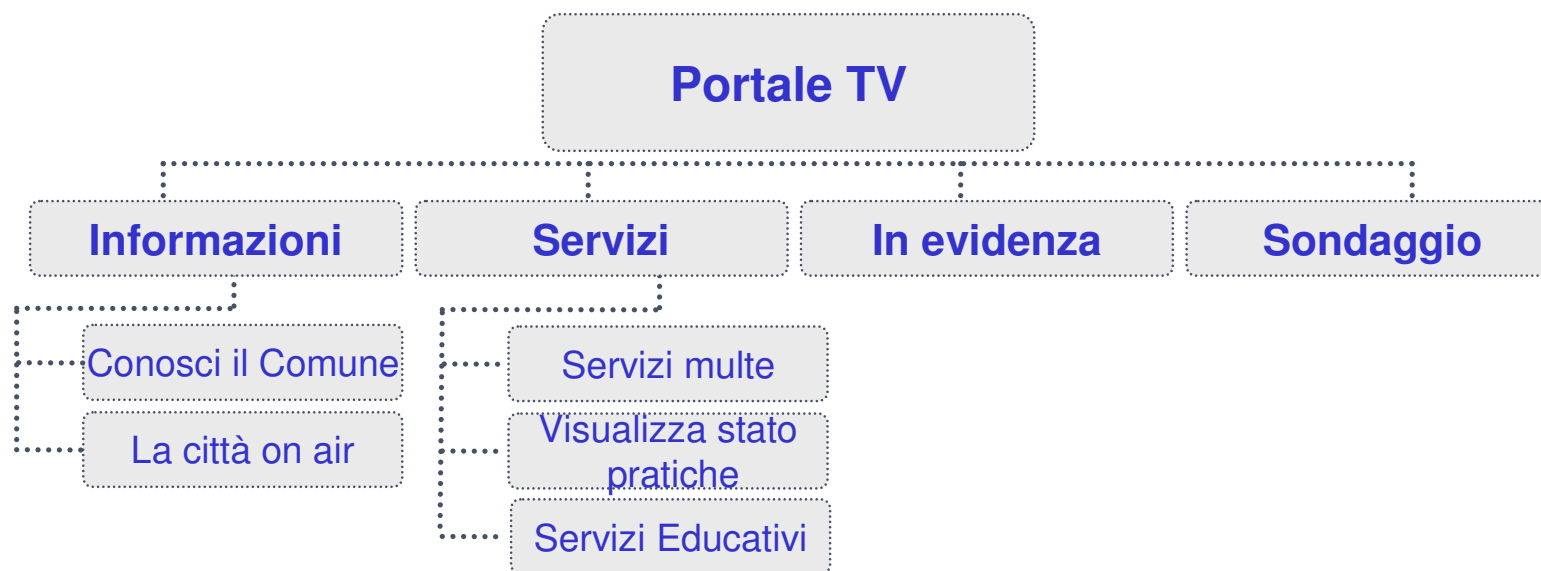 Portale TV
Informazioni
Servizi
In evidenza
Sondaggio
Conosci il Comune
La città on air
Servizi multe
Visualizza stato
pratiche
Servizi Educativi